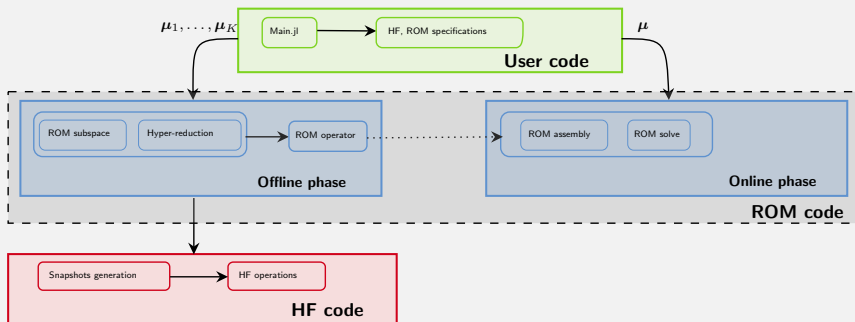 μ₁, . . . , μ_K
Main.jl
HF, ROM specifications
μ
User code
ROM subspace
Hyper-reduction
ROM operator
ROM assembly
ROM solve
Offline phase
Online phase
ROM code
Snapshots generation
HF operations
HF code